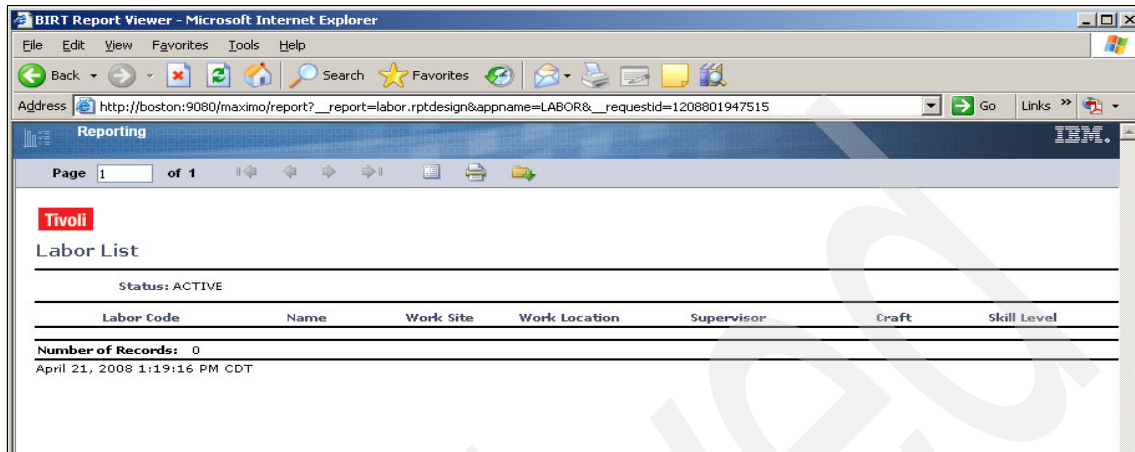 BIRT Report Viewer - Microsoft Internet Explorer
File Edit View Favorites Tools Help
Back Search Favorites
Address http://boston:9080/maximo/report?__report=labor.rptdesign&appname=LABOR&__requestid=1208801947515 Go Links »
Reporting IBM.
Page 1 of 1
Tivoli
Labor List
Status: ACTIVE
Labor Code Name Work Site Work Location Supervisor Craft Skill Level
Number of Records: 0
April 21, 2008 1:19:16 PM CDT